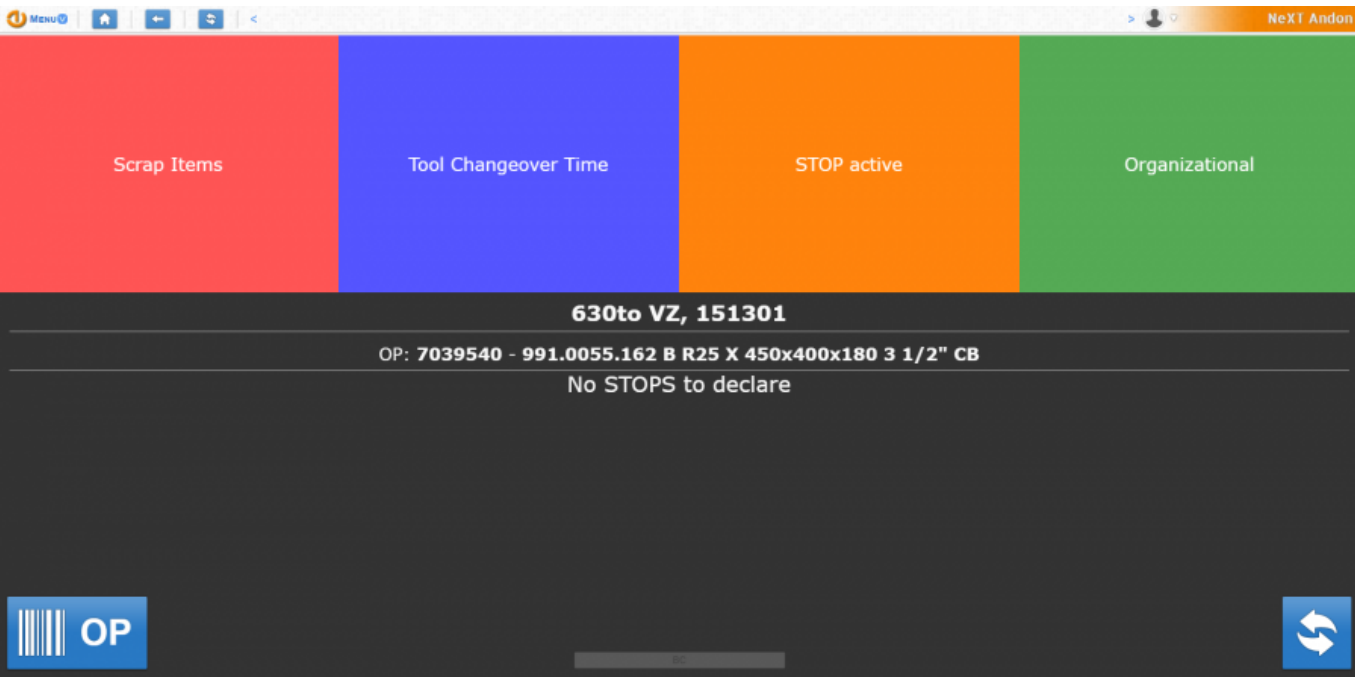 MENU
< > NeXT Andon
Scrap Items
Tool Changeover Time
STOP active
Organizational
630to VZ, 151301
OP: 7039540 - 991.0055.162 B R25 X 450x400x180 3 1/2" CB
No STOPS to declare
OP
BC